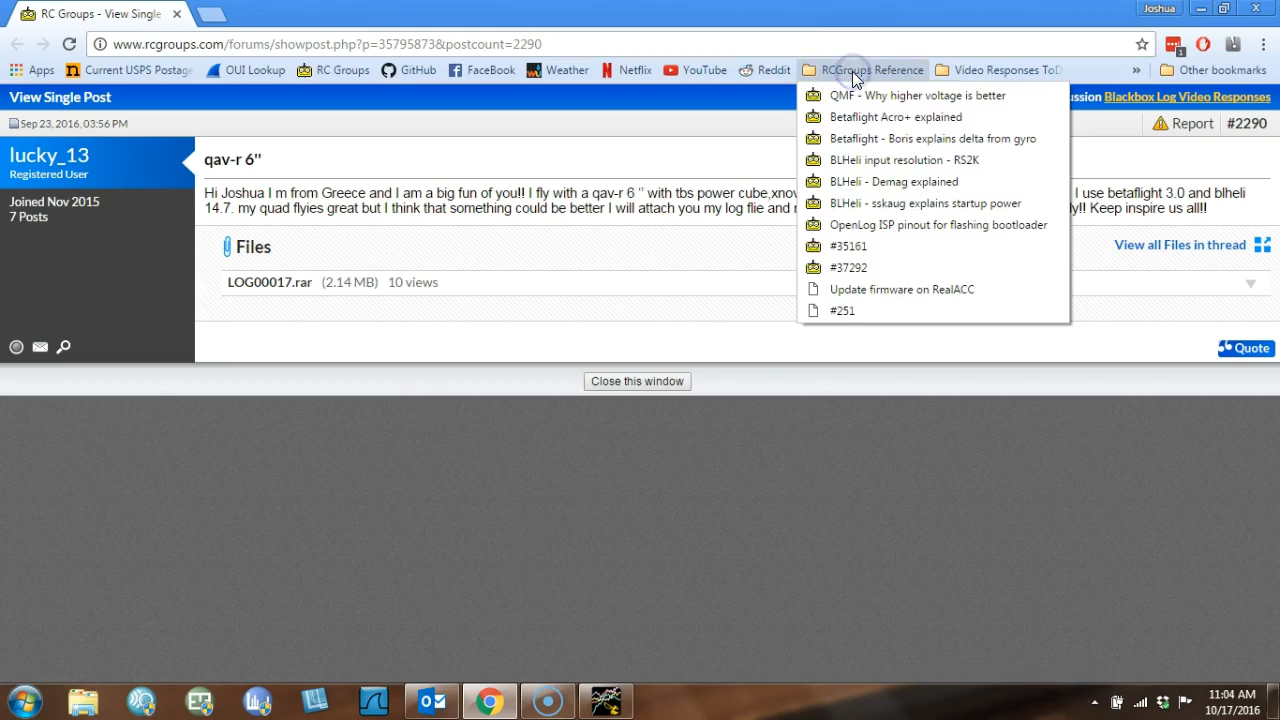 RC Groups - View Single
Joshua
www.rcgroups.com/forums/showpost.php?p=35795873&postcount=2290
1
Apps
Current USPS Postage
OUI Lookup
RC Groups
GitHub
FaceBook
Weather
Netflix
YouTube
Reddit
RCGroups Reference
Video Responses ToD
»
Other bookmarks
View Single Post
ussion Blackbox Log Video Responses
Sep 23, 2016, 03:56 PM
Report
#2290
lucky_13
Registered User
Joined Nov 2015
7 Posts
qav-r 6''
Hi Joshua I m from Greece and I am a big fun of you!! I fly with a qav-r 6 " with tbs power cube,xnov
I use betaflight 3.0 and blheli
14.7. my quad flyies great but I think that something could be better I will attach you my log flie and
y!! Keep inspire us all!!
Files
View all Files in thread
LOG00017.rar (2.14 MB) 10 views
Quote
Close this window
QMF - Why higher voltage is better
Betaflight Acro+ explained
Betaflight - Boris explains delta from gyro
BLHeli input resolution - RS2K
BLHeli - Demag explained
BLHeli - sskaug explains startup power
OpenLog ISP pinout for flashing bootloader
#35161
#37292
Update firmware on RealACC
#251
11:04 AM
10/17/2016